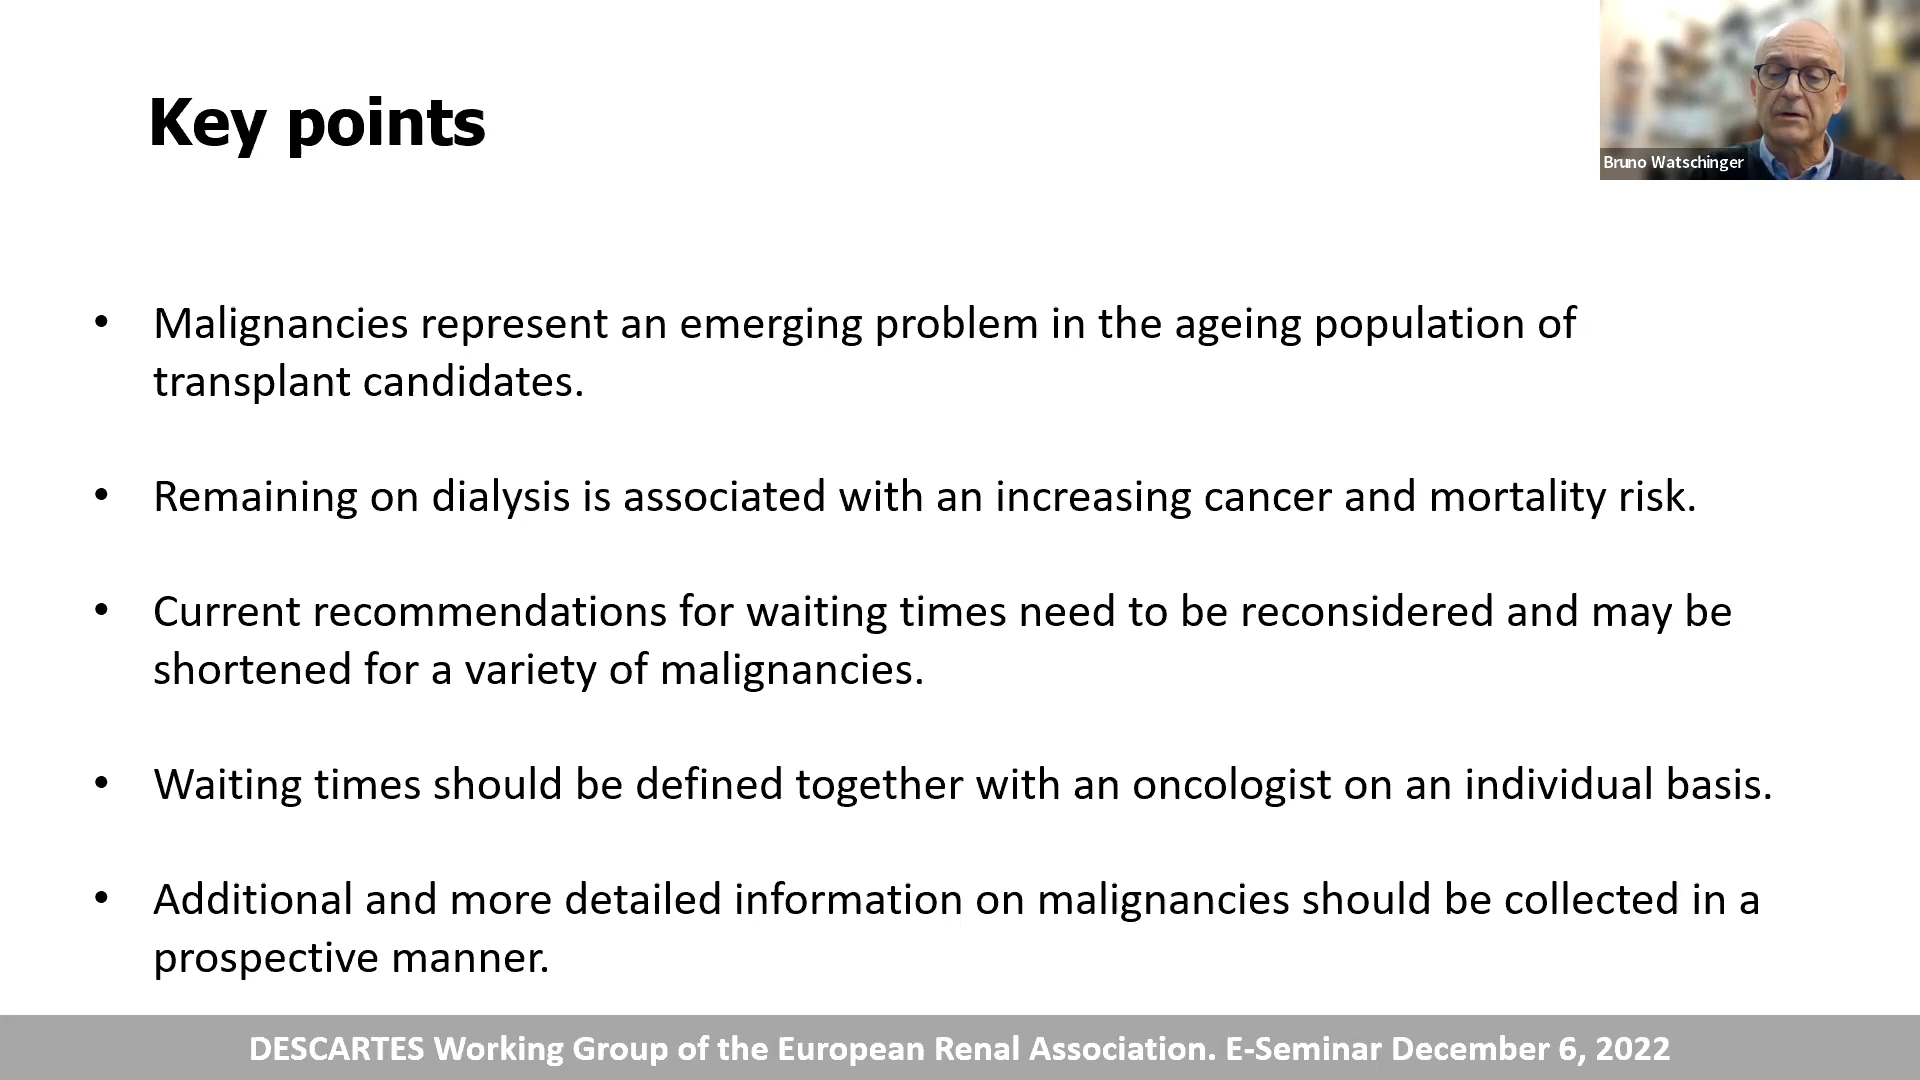 Key points
Bruno Watschinger
• Malignancies represent an emerging problem in the ageing population of
transplant candidates.
• Remaining on dialysis is associated with an increasing cancer and mortality risk.
• Current recommendations for waiting times need to be reconsidered and may be
shortened for a variety of malignancies.
• Waiting times should be defined together with an oncologist on an individual basis.
• Additional and more detailed information on malignancies should be collected in a
prospective manner.
DESCARTES Working Group of the European Renal Association. E-Seminar December 6, 2022